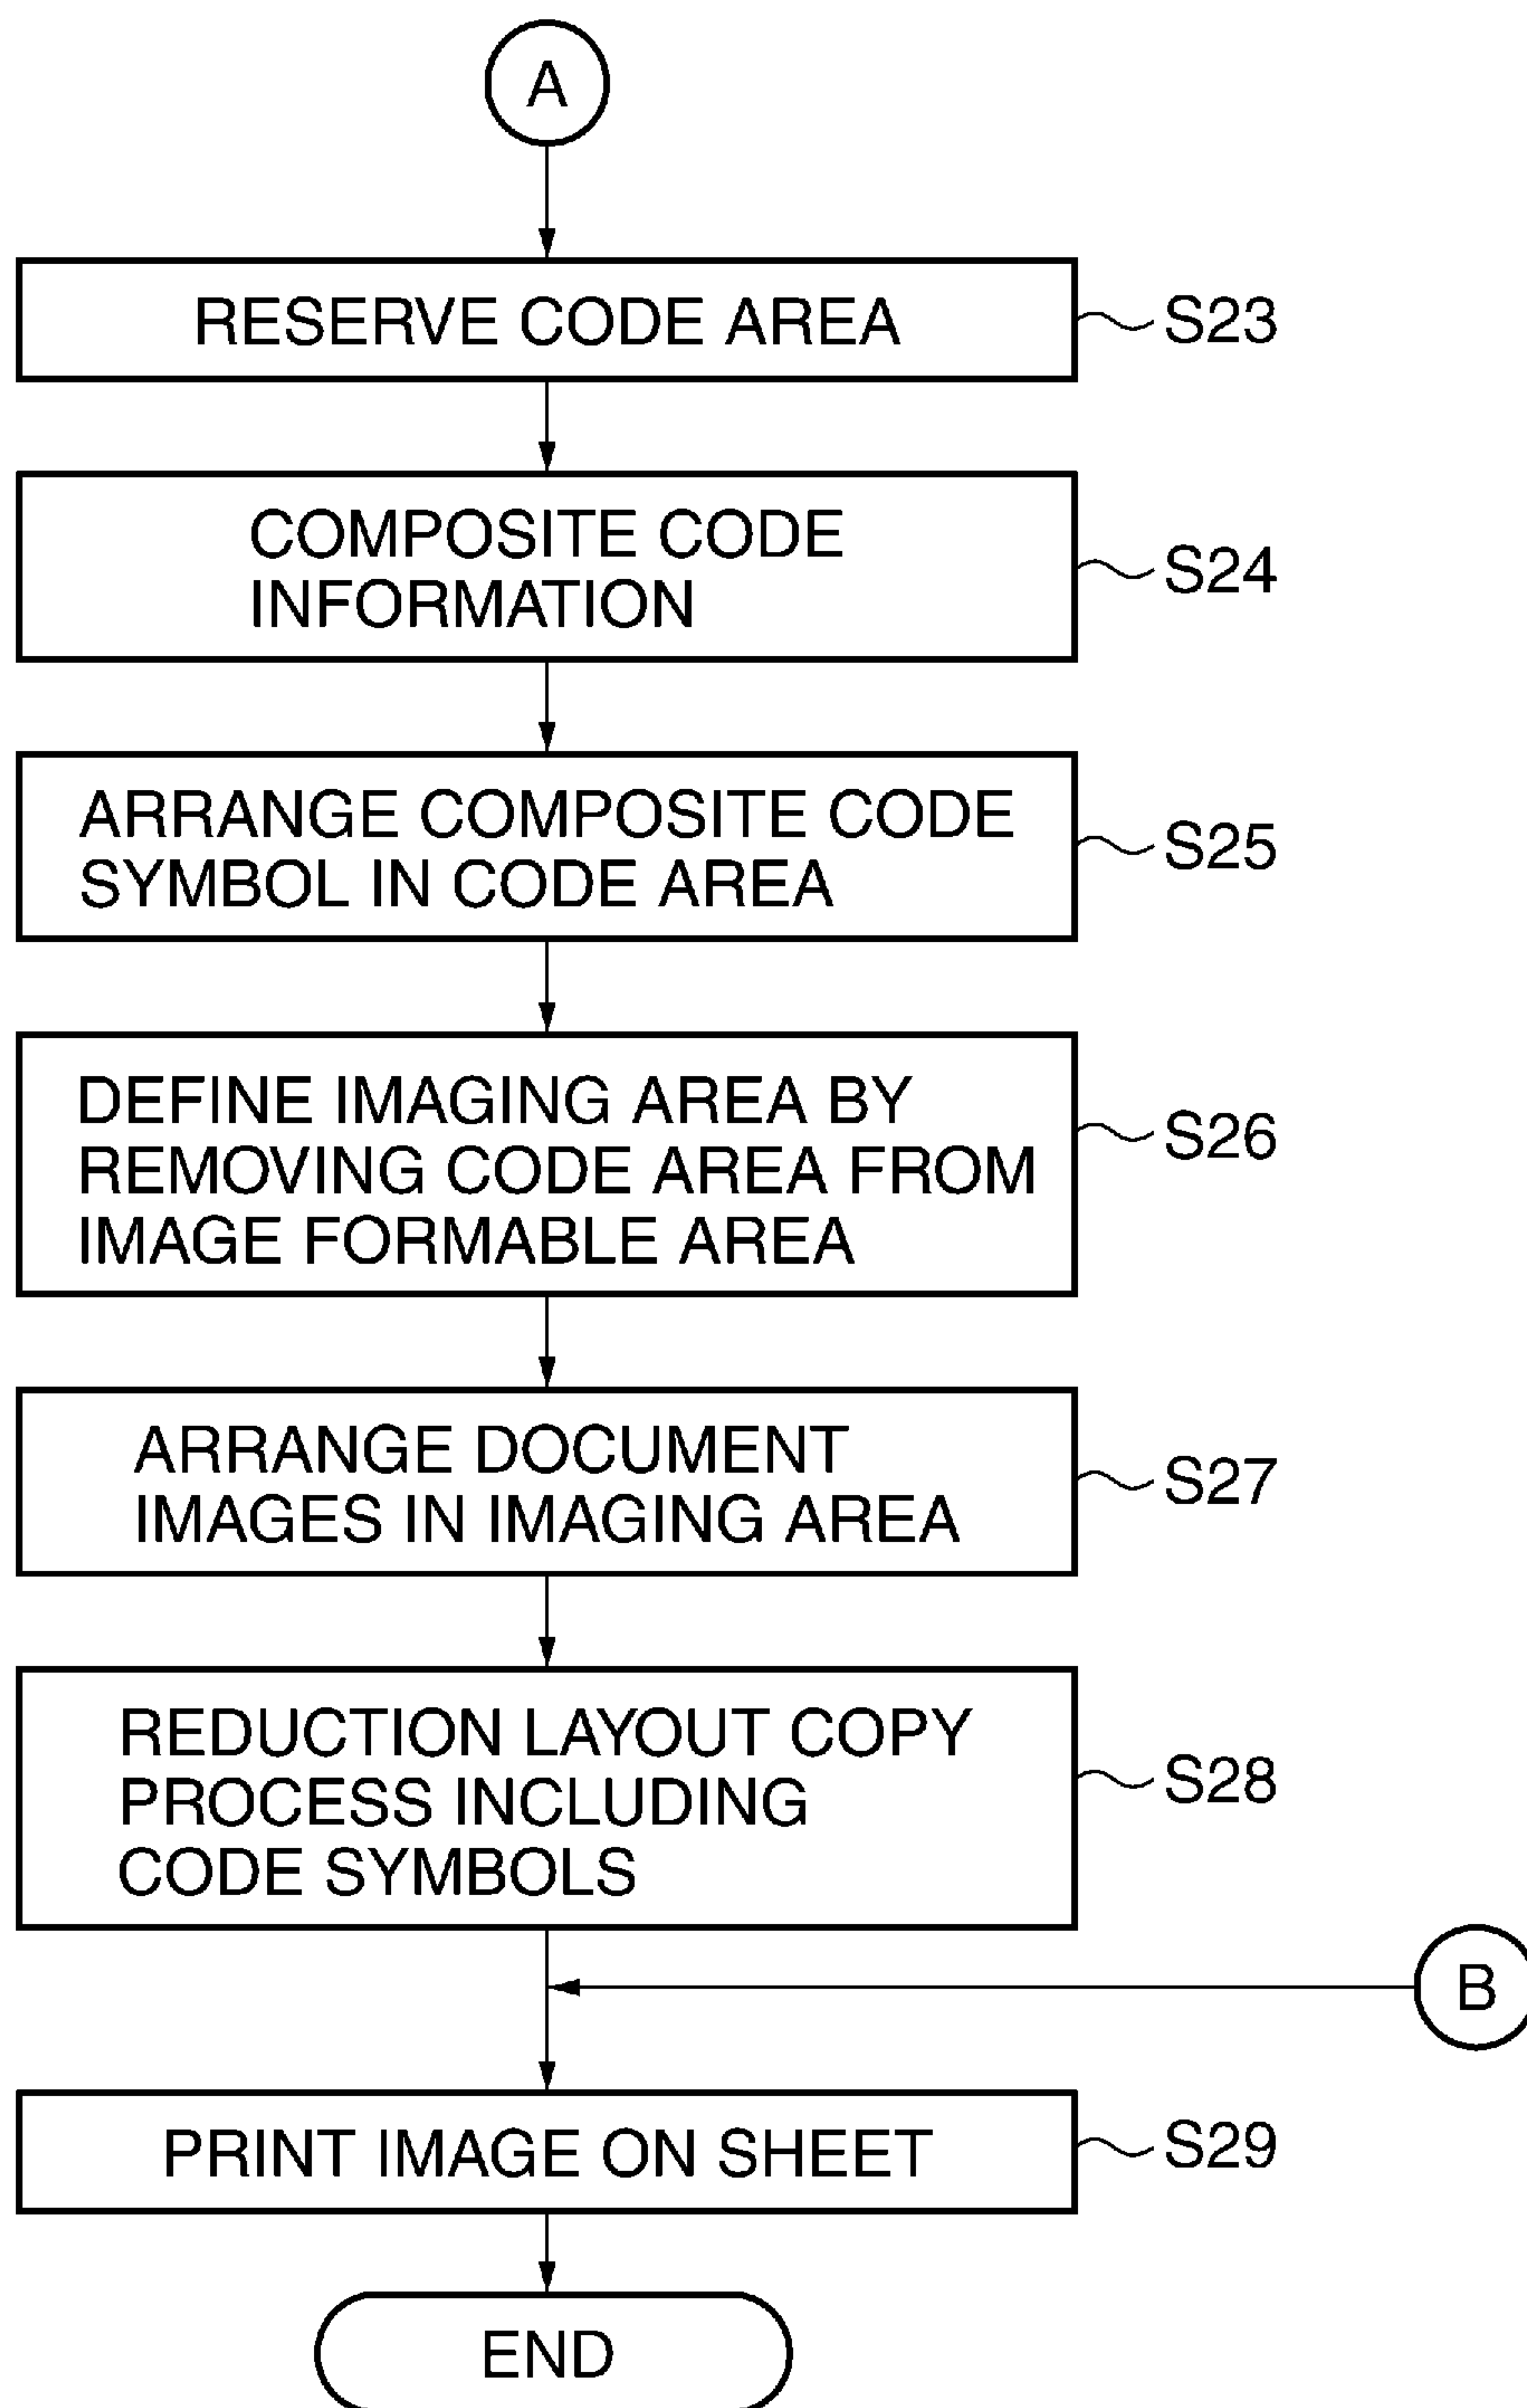 A
RESERVE CODE AREA
S23
COMPOSITE CODE
INFORMATION
S24
ARRANGE COMPOSITE CODE
SYMBOL IN CODE AREA
S25
DEFINE IMAGING AREA BY
REMOVING CODE AREA FROM
IMAGE FORMABLE AREA
S26
ARRANGE DOCUMENT
IMAGES IN IMAGING AREA
S27
REDUCTION LAYOUT COPY
PROCESS INCLUDING
CODE SYMBOLS
S28
B
PRINT IMAGE ON SHEET
S29
END